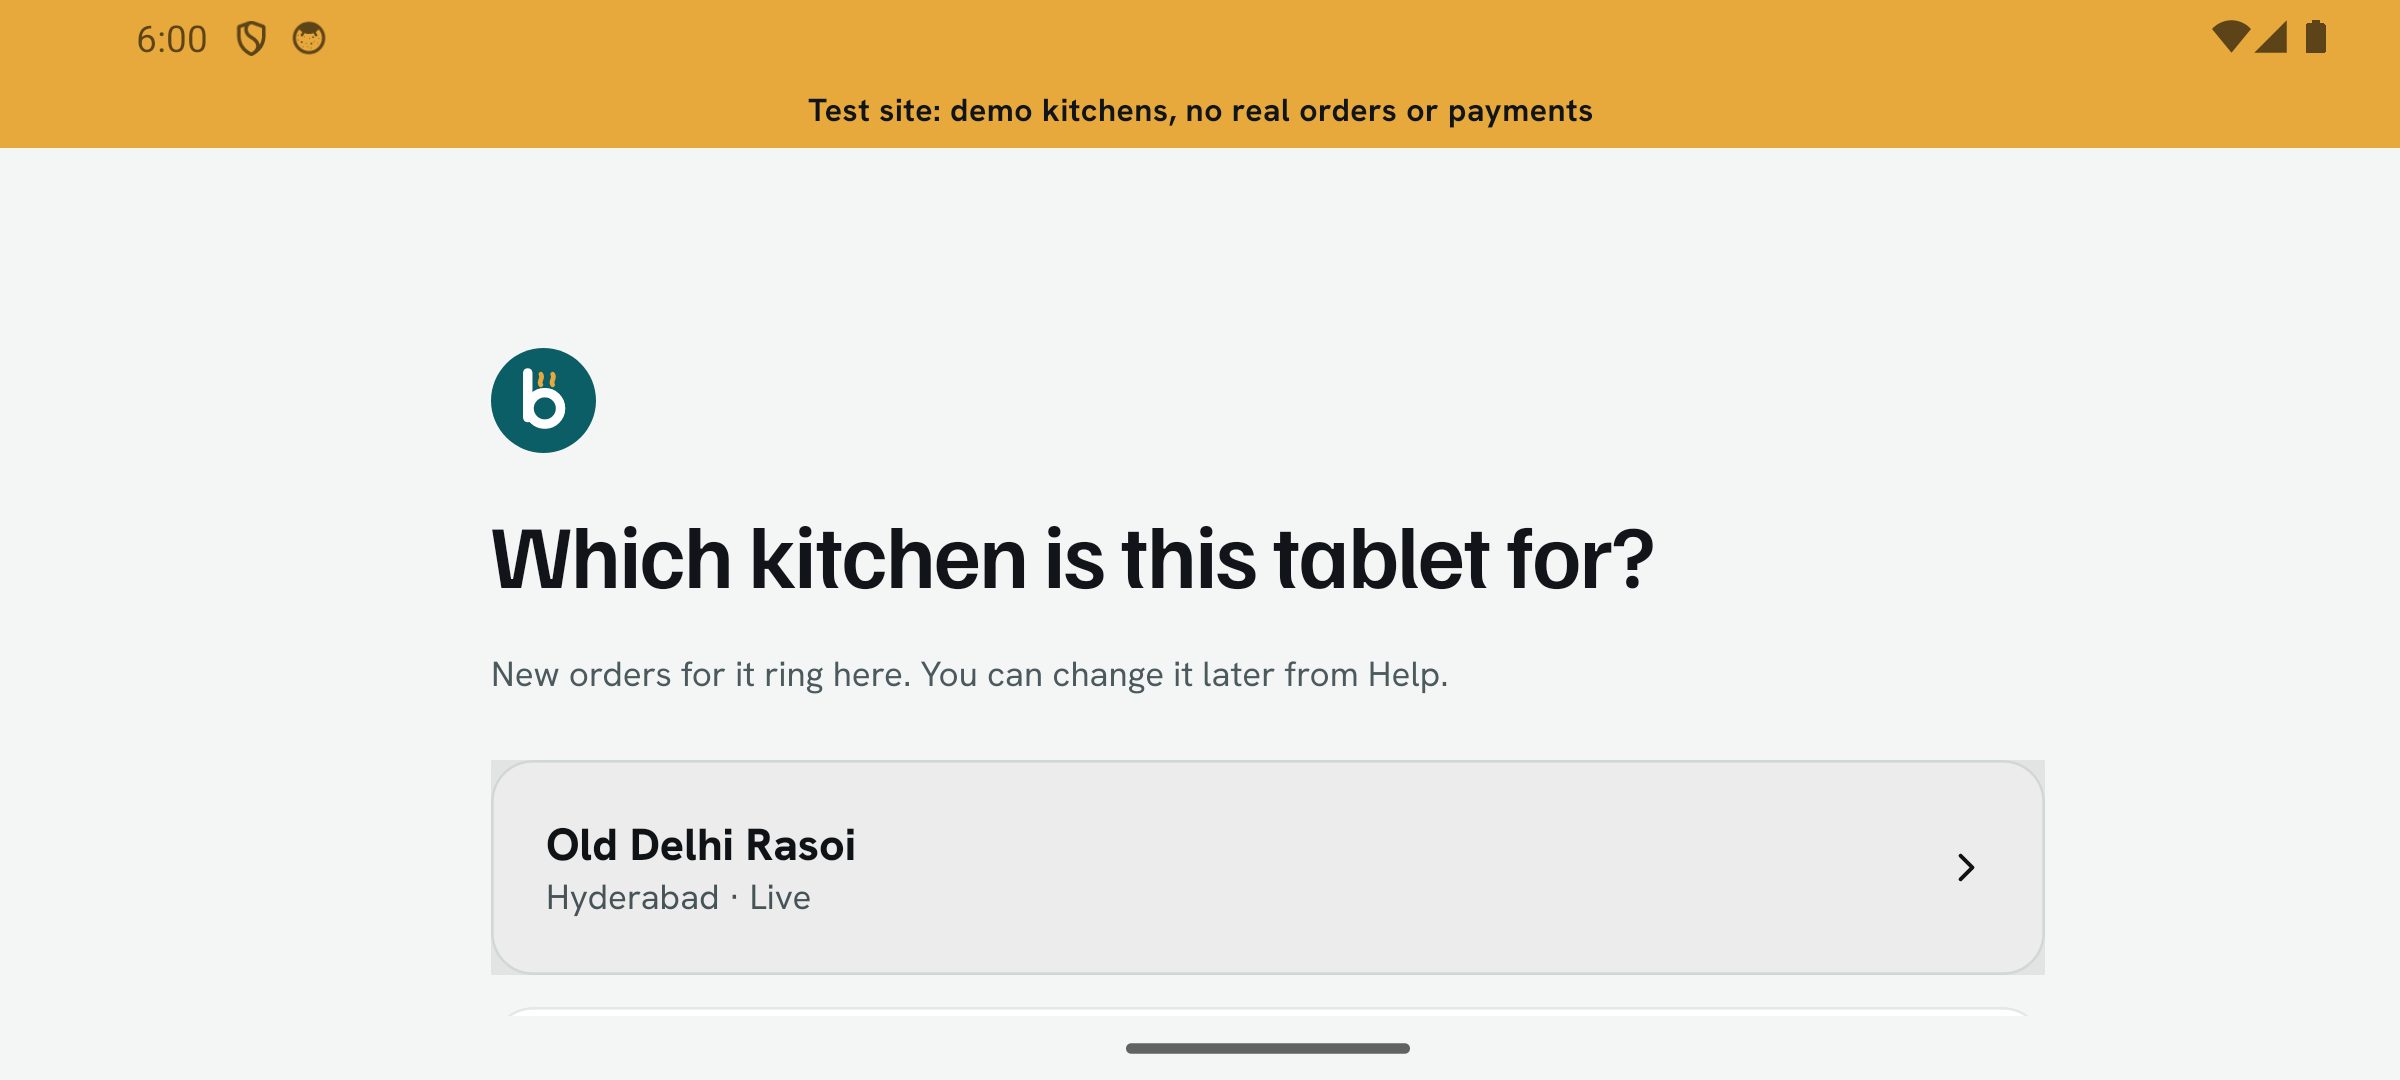 6:00
Test site: demo kitchens, no real orders or payments
b
Which kitchen is this tablet for?
New orders for it ring here. You can change it later from Help.
Old Delhi Rasoi
Hyderabad · Live